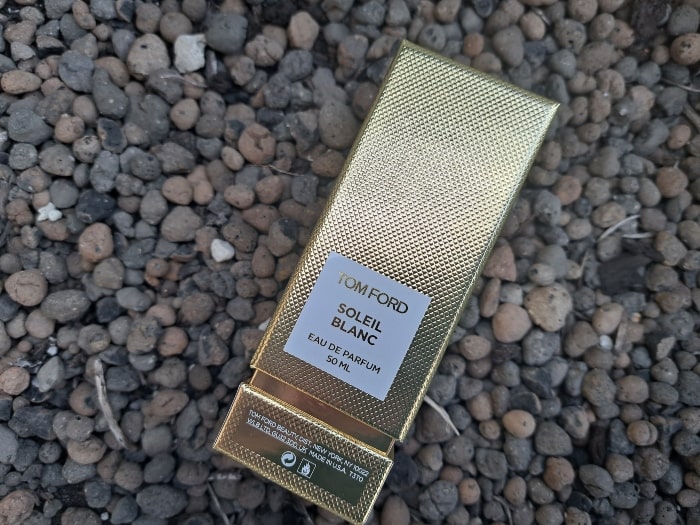 TOM FORD
SOLEIL
BLANC
EAU DE PARFUM
50 ML
TOM FORD BEAUTY, DIST. NEW YORK, NY 10022
MADE IN U.S.A.